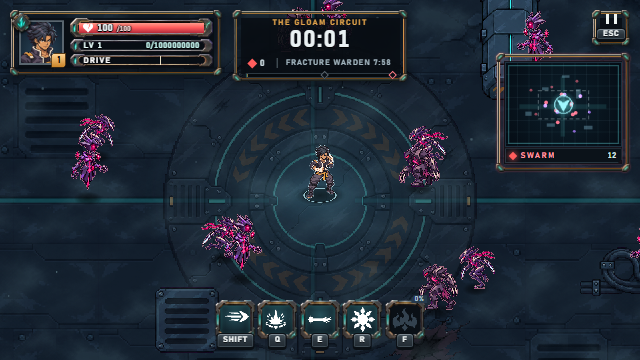 100 /100
LV 1
0/1000000000
DRIVE
1
THE GLOAM CIRCUIT
00:01
0
FRACTURE WARDEN 7:58
ESC
SWARM
12
0%
SHIFT
Q
E
R
F